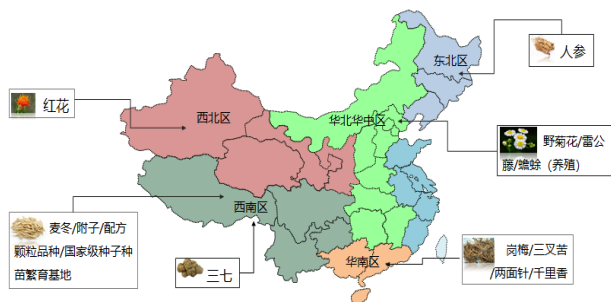 东北区
人参
红花
西北区
华北华中区
野菊花/雷公
藤/蟾蜍（养殖）
麦冬/附子/配方
颗粒品种/国家级种子种
苗繁育基地
西南区
三七
华南区
岗梅/三叉苦
/两面针/千里香